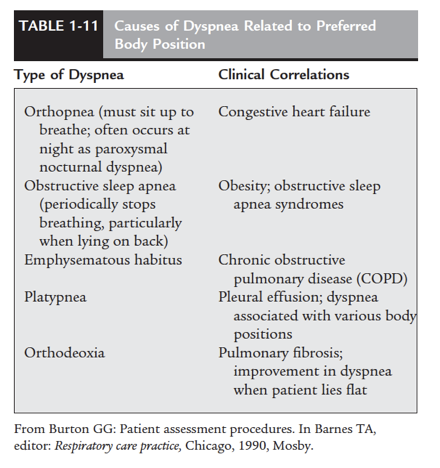 TABLE 1-11 Causes of Dyspnea Related to Preferred
Body Position
Type of Dyspnea Clinical Correlations
Orthopnea (must sit up to Congestive heart failure
breathe; often occurs at
night as paroxysmal
nocturnal dyspnea)
Obstructive sleep apnea Obesity; obstructive sleep
(periodically stops apnea syndromes
breathing, particularly
when lying on back)
Emphysematous habitus Chronic obstructive
pulmonary disease (COPD)
Platypnea Pleural effusion; dyspnea
associated with various body
positions
Orthodeoxia Pulmonary fibrosis;
improvement in dyspnea
when patient lies flat
From Burton GG: Patient assessment procedures. In Barnes TA,
editor: Respiratory care practice, Chicago, 1990, Mosby.